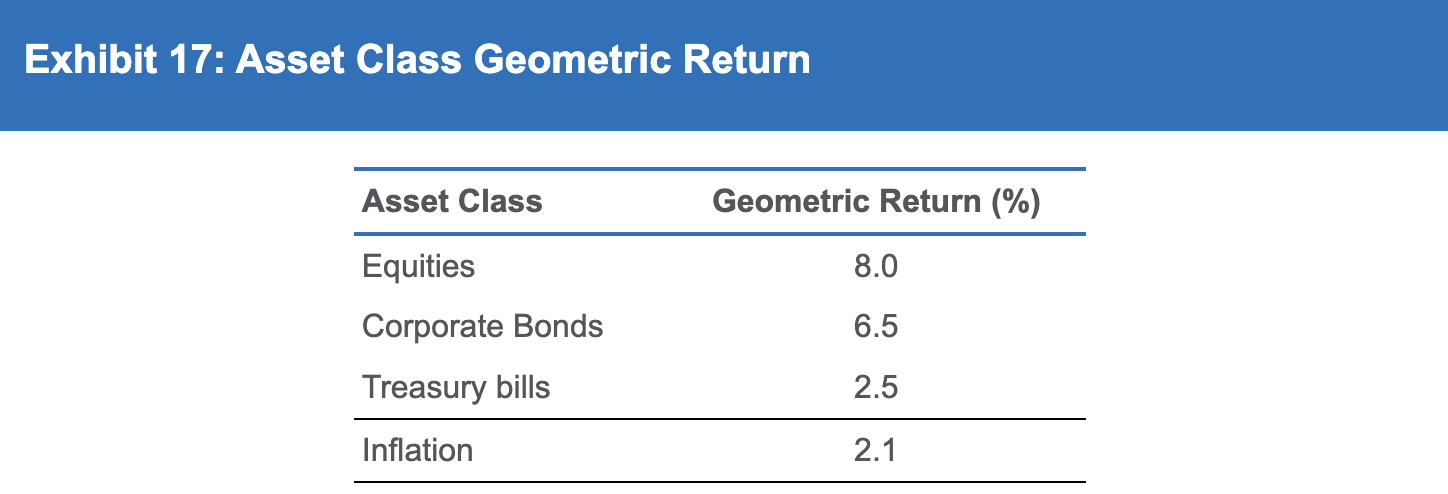 Exhibit 17: Asset Class Geometric Return
Asset Class Geometric Return (%)
Equities 8.0
Corporate Bonds 6.5
Treasury bills 2.5
Inflation 2.1